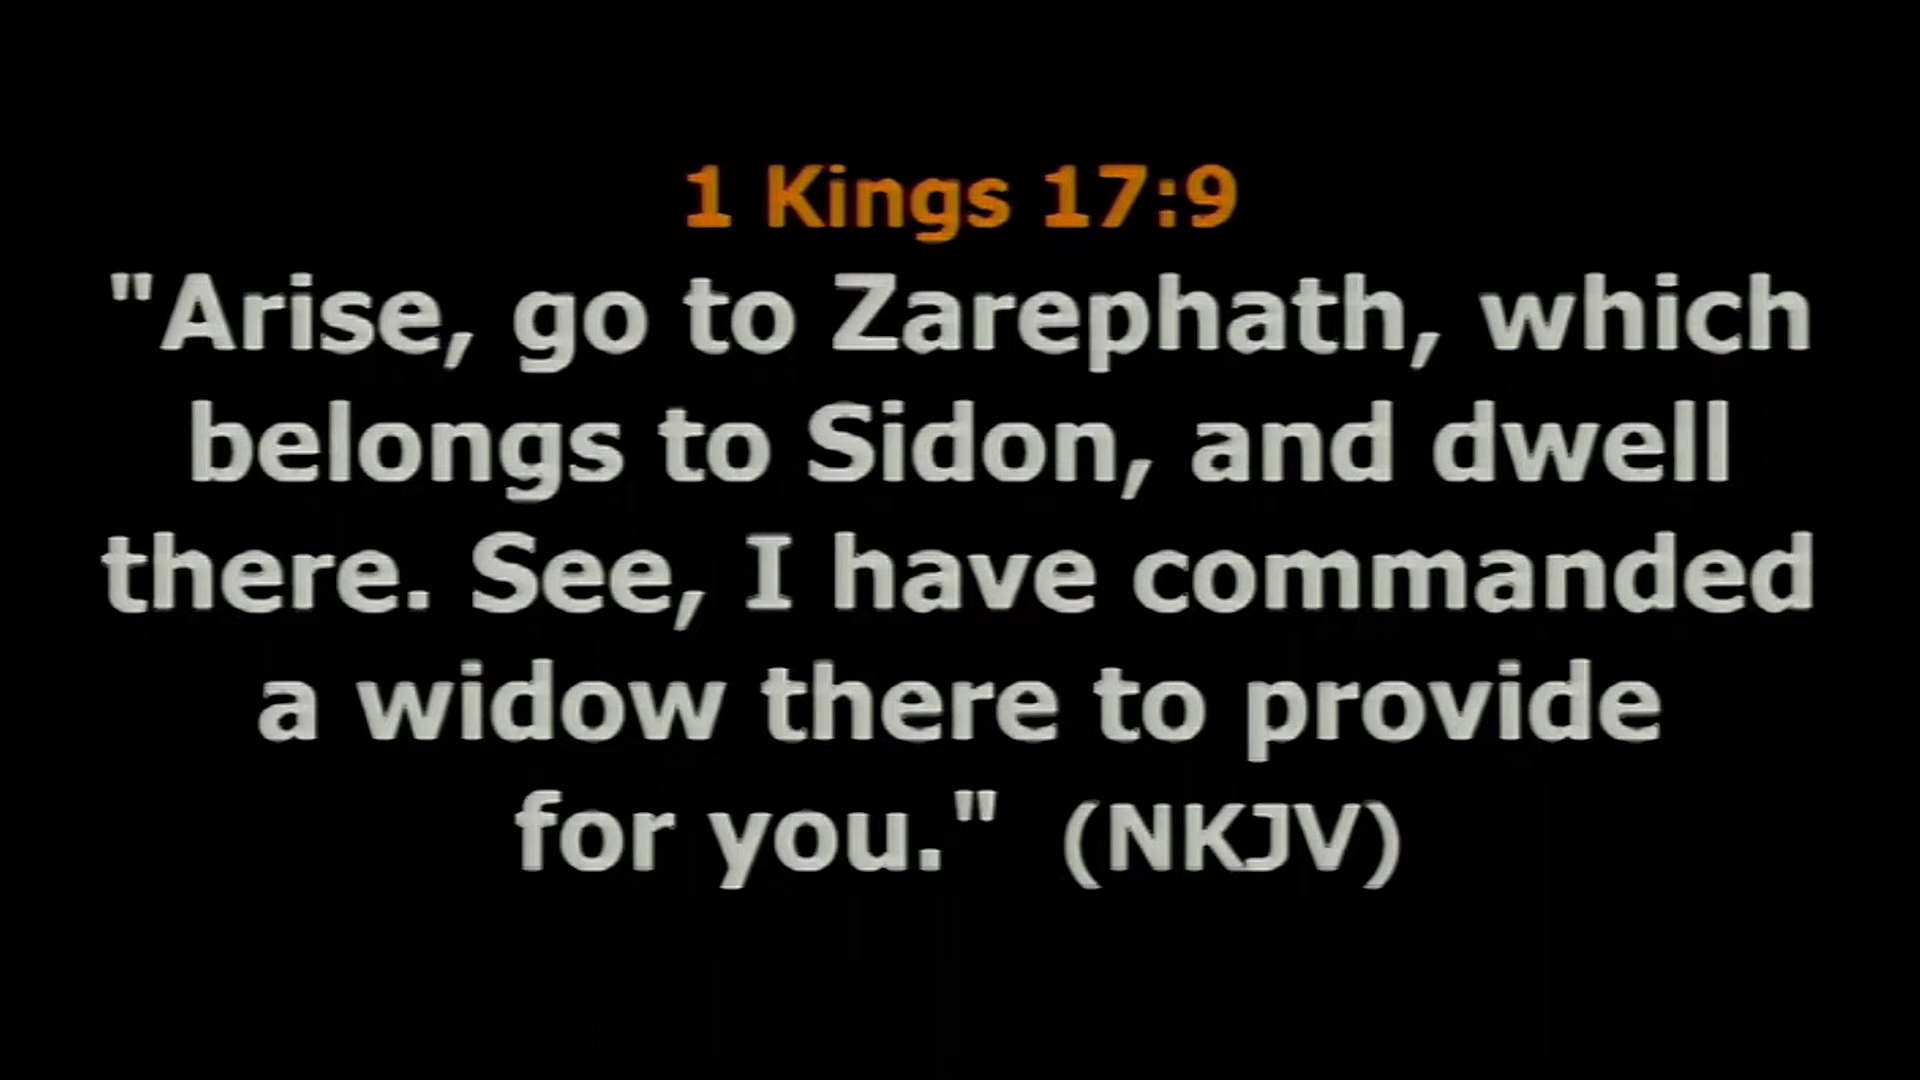 1 Kings 17:9
"Arise, go to Zarephath, which
belongs to Sidon, and dwell
there. See, I have commanded
a widow there to provide
for you." (NKJV)